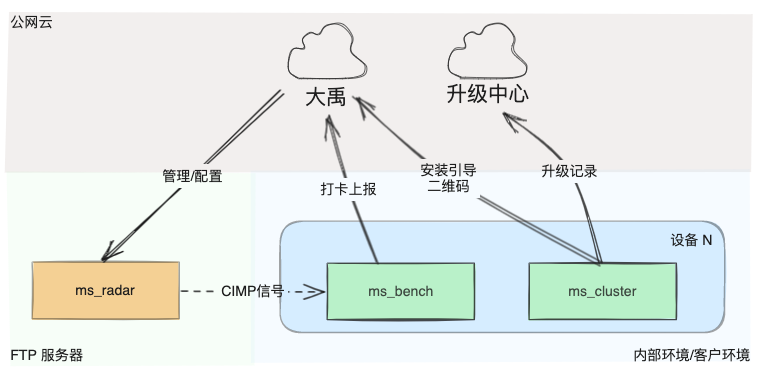 公网云
大禹
升级中心
管理/配置
打卡上报
安装引导
二维码
升级记录
设备 N
ms_radar
CIMP信号
ms_bench
ms_cluster
FTP 服务器
内部环境/客户环境